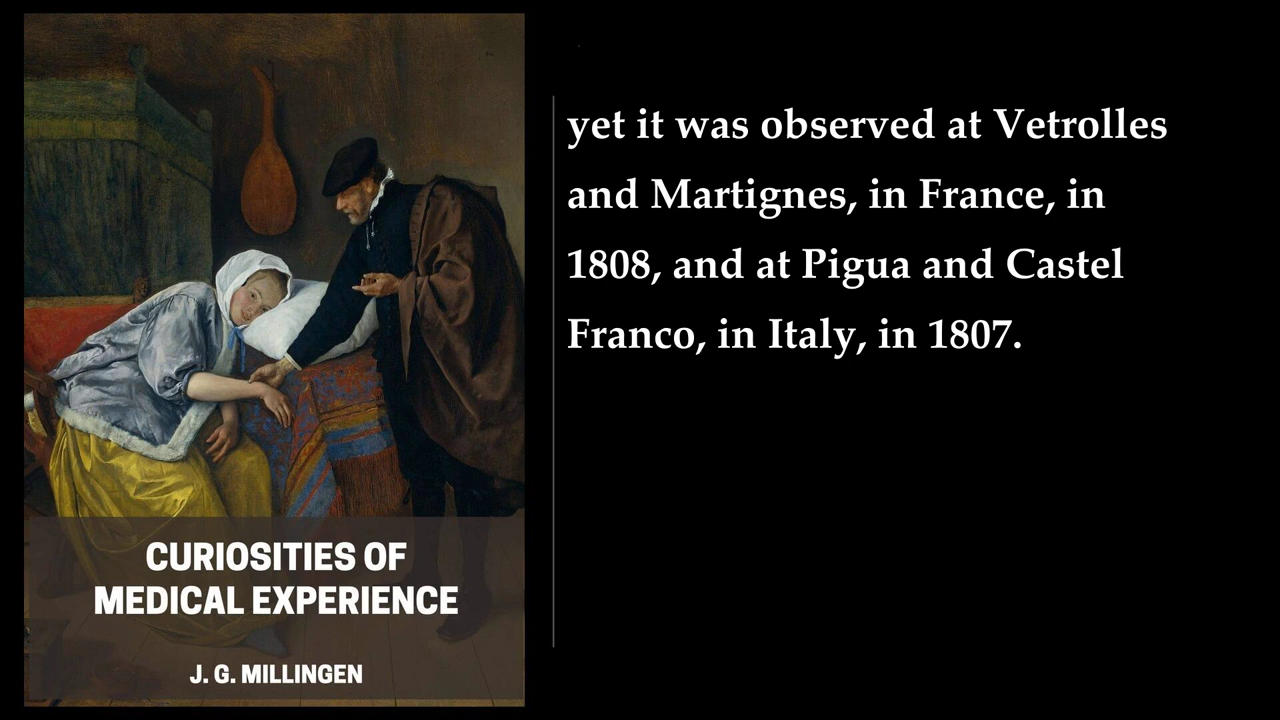 yet it was observed at Vetrolles
and Martignes, in France, in
1808, and at Pigua and Castel
Franco, in Italy, in 1807.
CURIOSITIES OF
MEDICAL EXPERIENCE
J. G. MILLINGEN